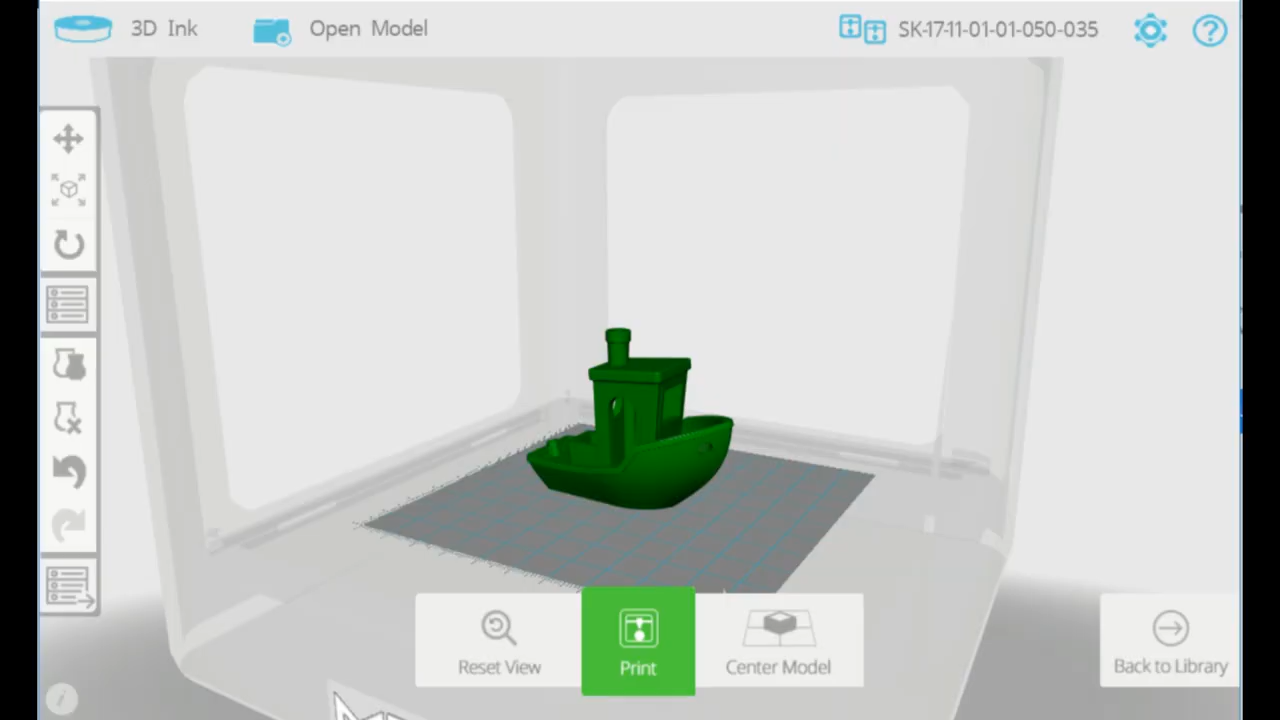 3D Ink
Open Model
SK-17-11-01-01-050-035
Reset View
Print
Center Model
Back to Library